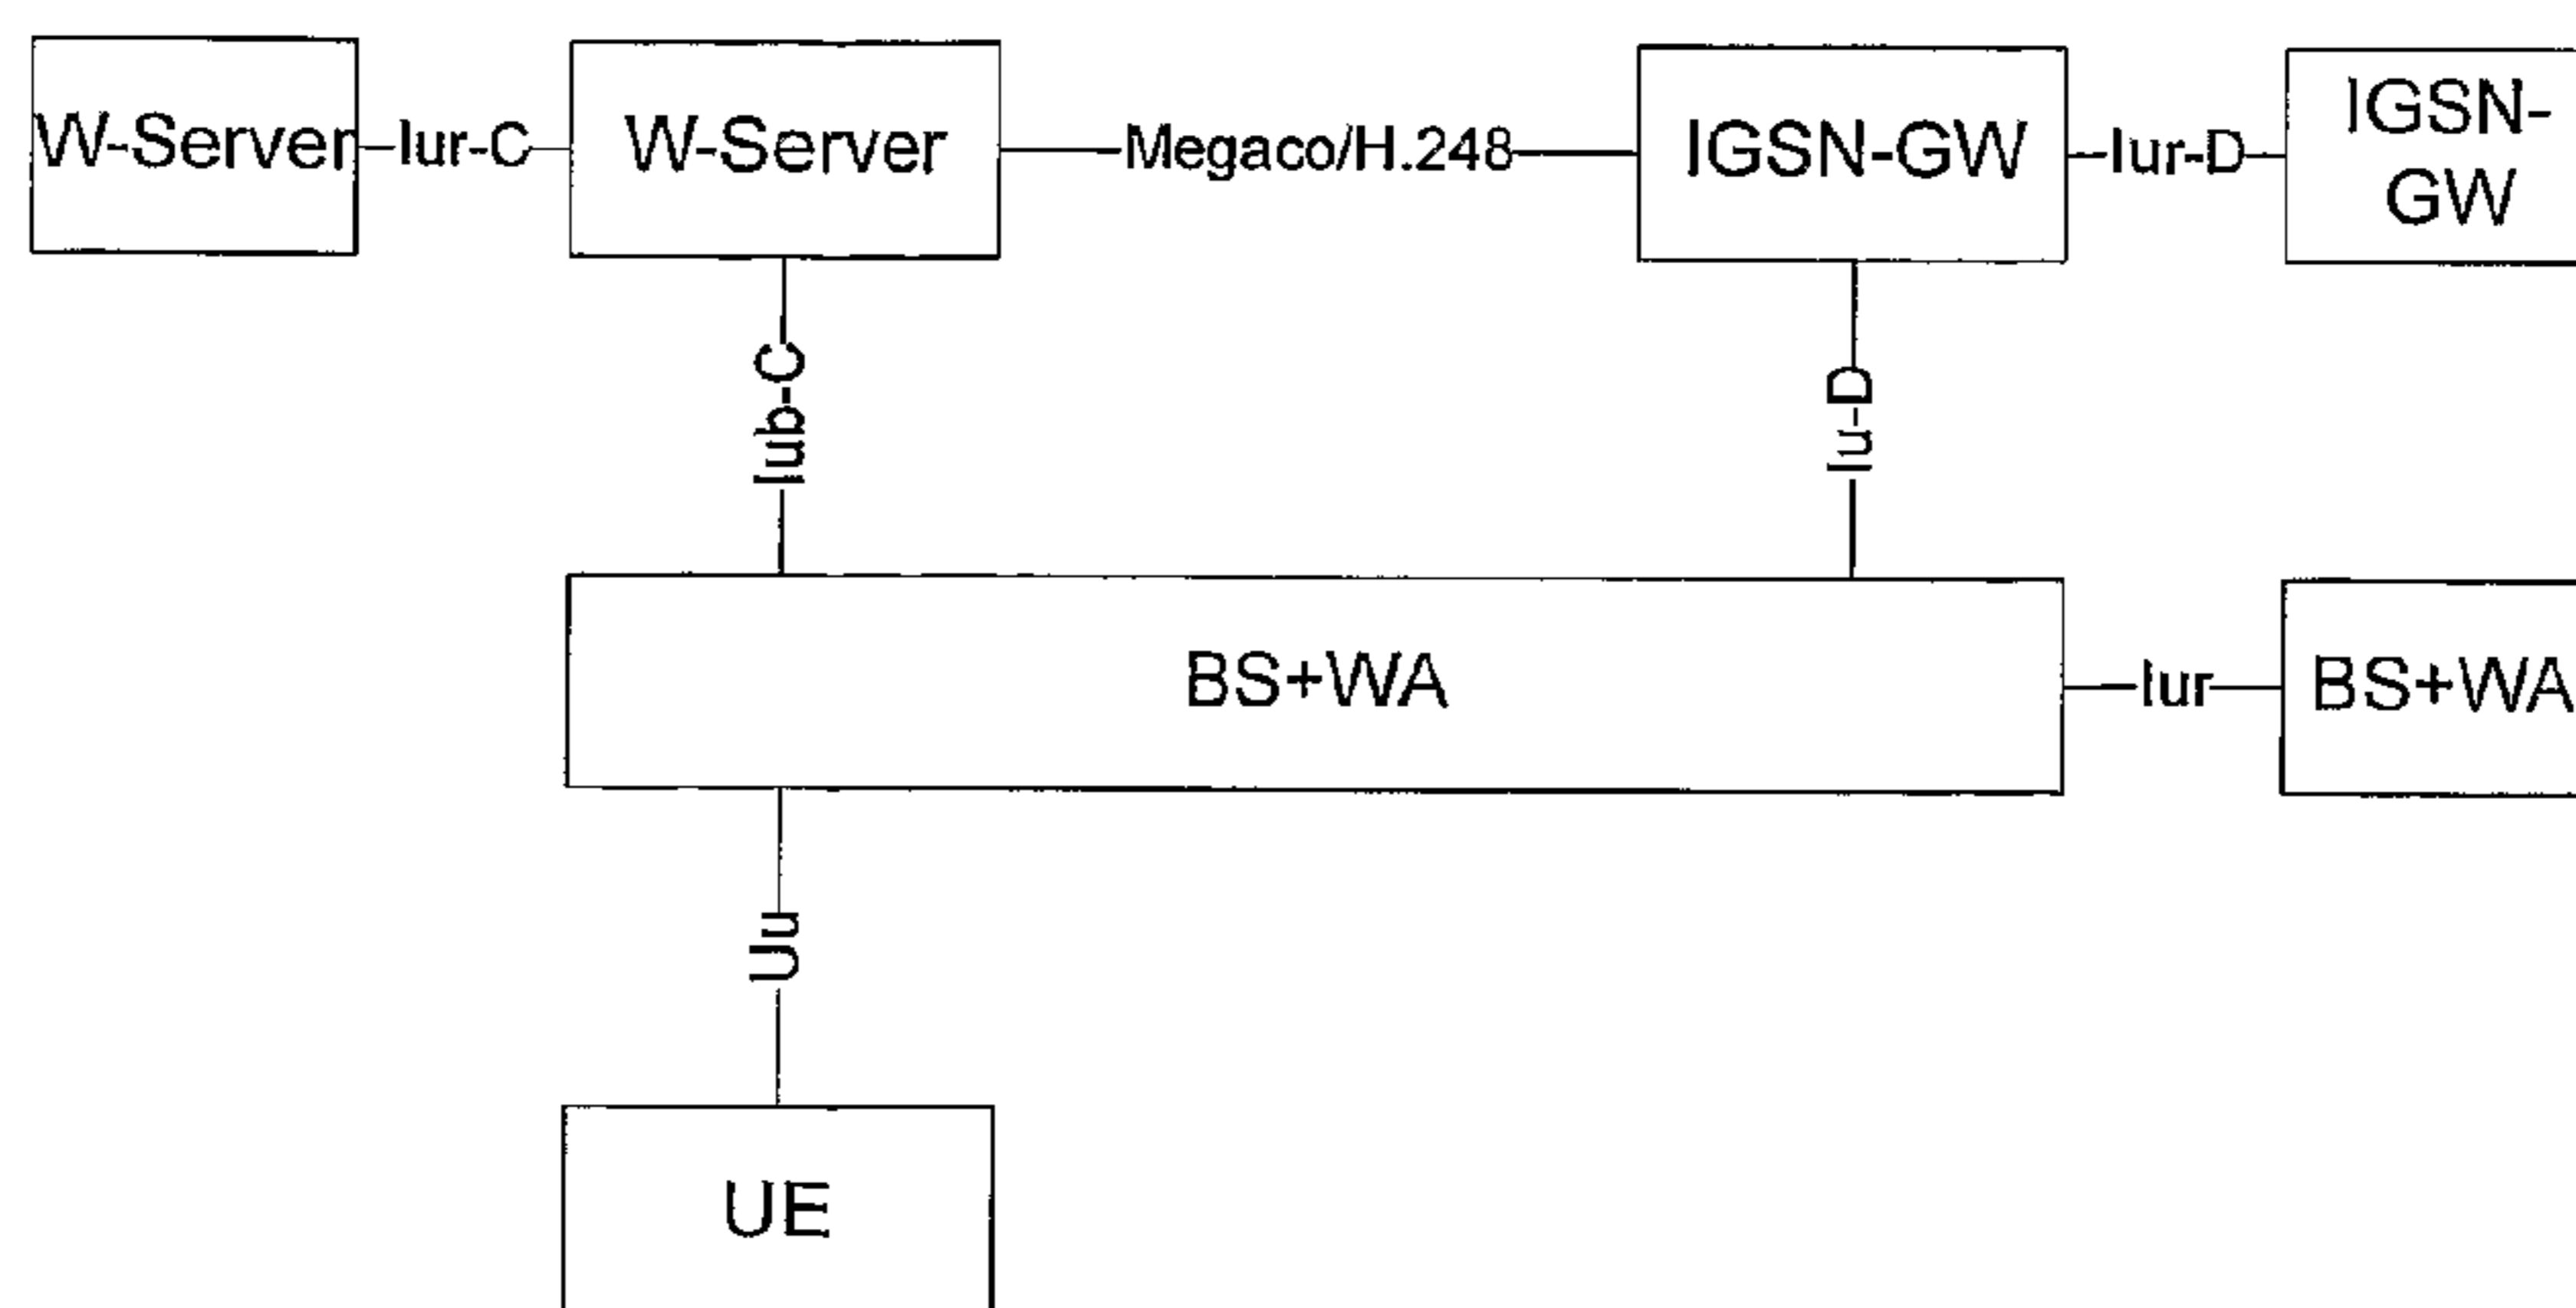 W-Server
Iur-C
W-Server
Megaco/H.248
IGSN-GW
Iur-D
IGSN-
GW
Iub-C
Iu-D
BS+WA
Iur
BS+WA
Uu
UE